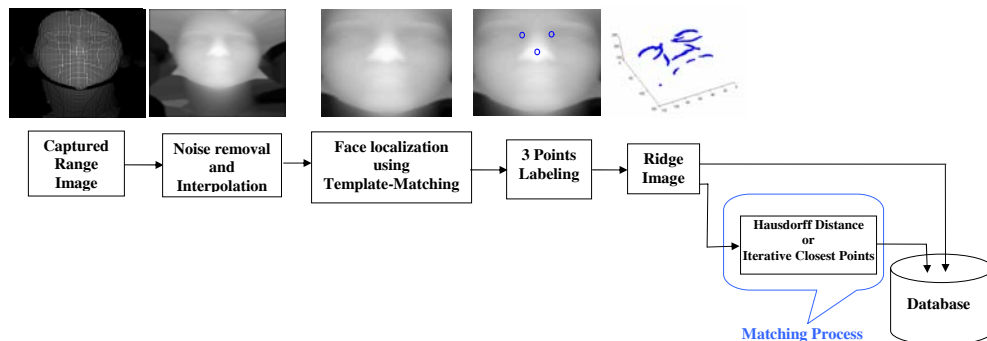 Captured
Range
Image
Noise removal
and
Interpolation
Face localization
using
Template-Matching
3 Points
Labeling
Ridge
Image
Hausdorff Distance
or
Iterative Closest Points
Database
Matching Process